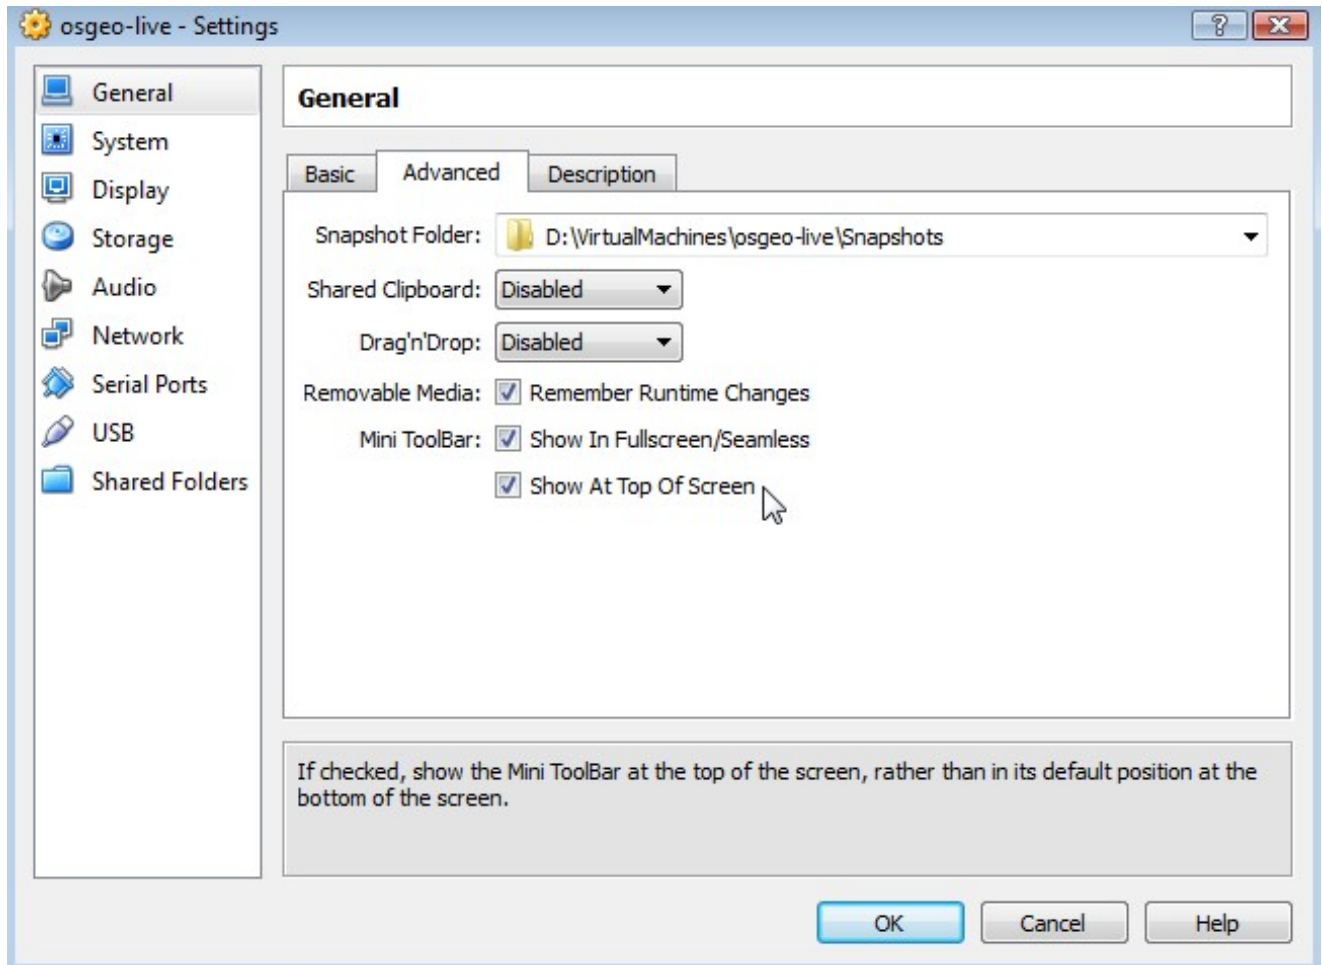 osgeo-live - Settings
General
System
Display
Storage
Audio
Network
Serial Ports
USB
Shared Folders
General
Basic
Advanced
Description
Snapshot Folder: D:\VirtualMachines\osgeo-live\Snapshots
Shared Clipboard: Disabled
Drag'n'Drop: Disabled
Removable Media: Remember Runtime Changes
Mini ToolBar: Show In Fullscreen/Seamless
Show At Top Of Screen
If checked, show the Mini ToolBar at the top of the screen, rather than in its default position at the
bottom of the screen.
OK
Cancel
Help